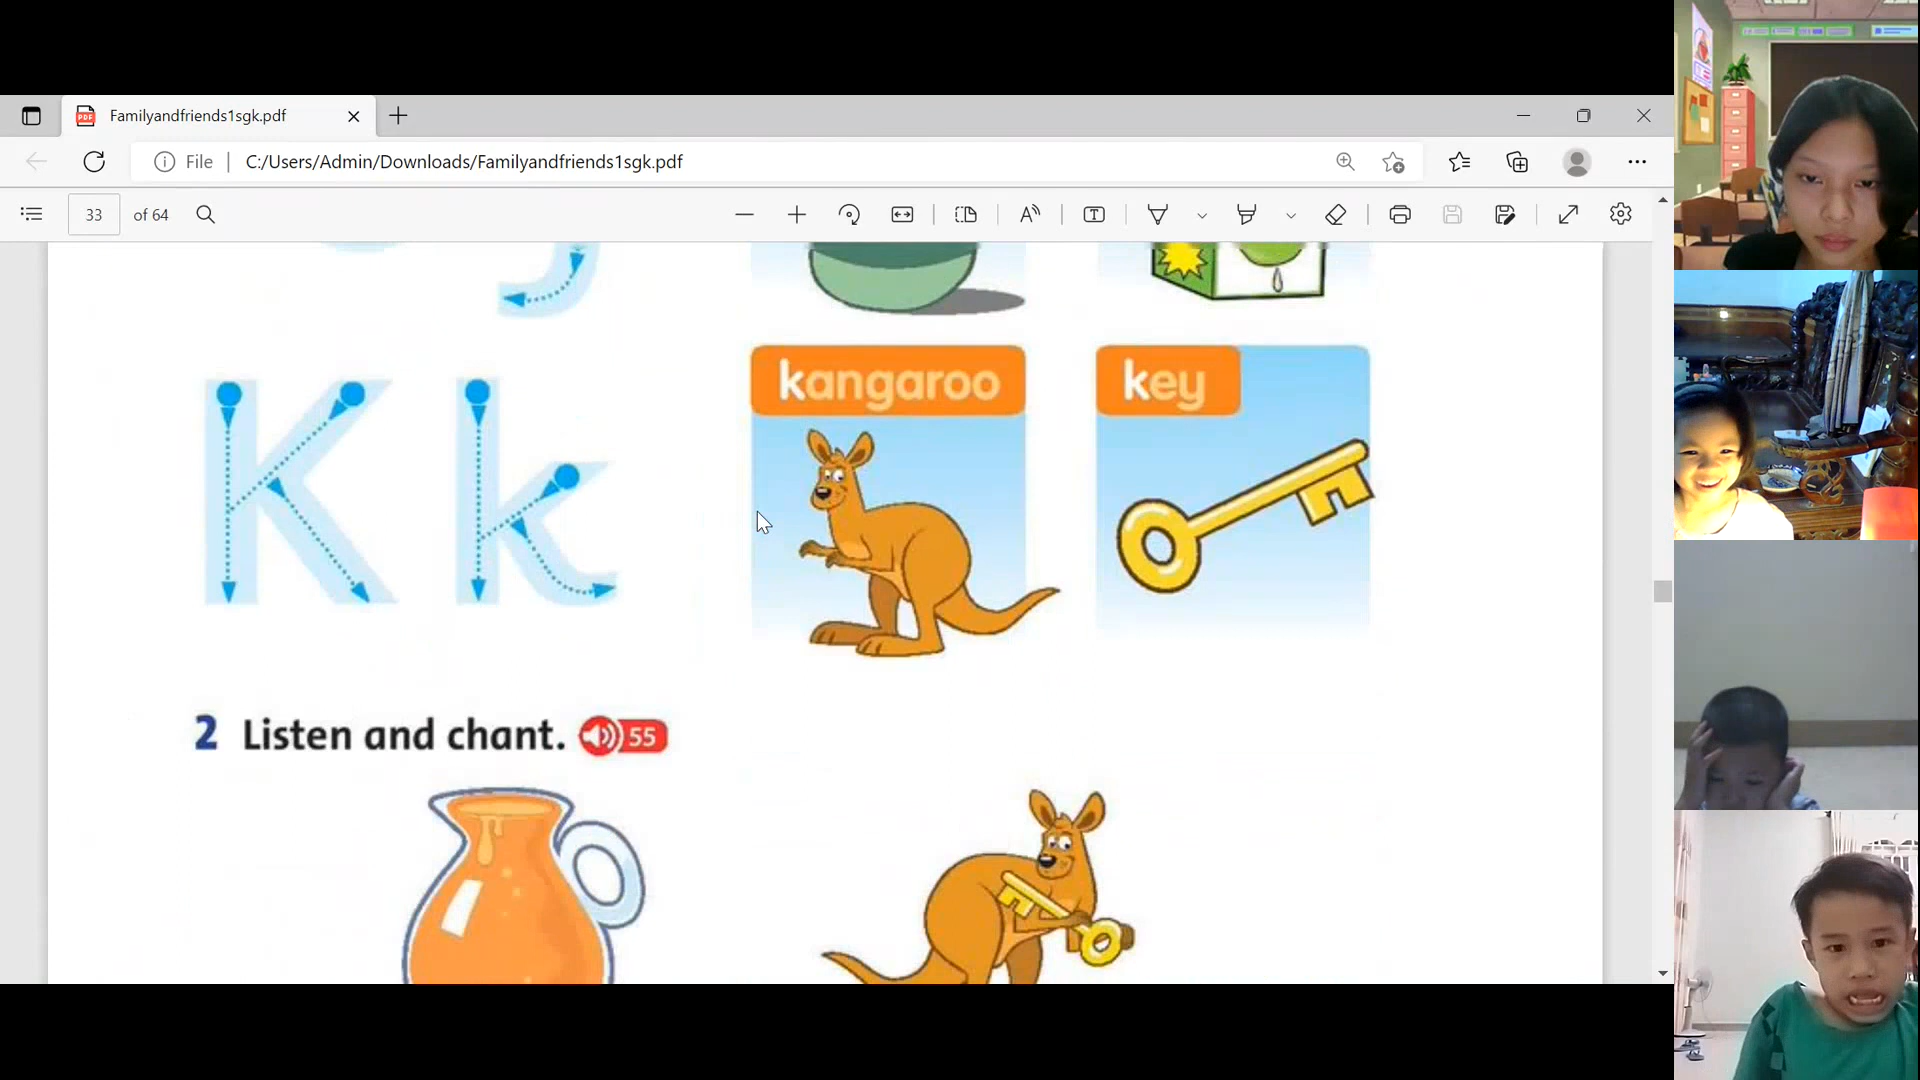 Familyandfriends1sgk.pdf
File | C:/Users/Admin/Downloads/Familyandfriends1sgk.pdf
33 of 64
kangaroo
key
K k
2 Listen and chant. 55